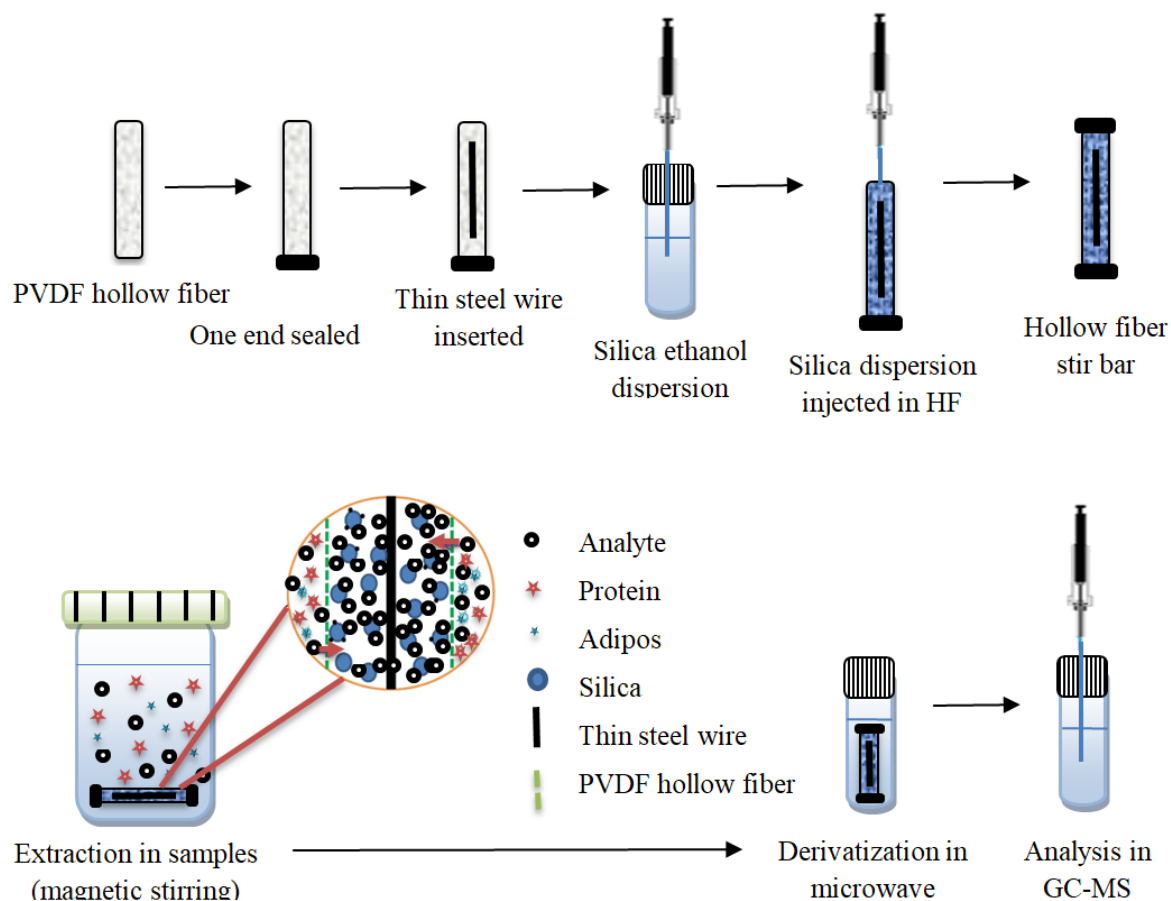 PVDF hollow fiber
One end sealed
Thin steel wire
inserted
Silica ethanol
dispersion
Silica dispersion
injected in HF
Hollow fiber
stir bar
Analyte
Protein
Adipos
Silica
Thin steel wire
PVDF hollow fiber
Extraction in samples
(magnetic stirring)
Derivatization in
microwave
Analysis in
GC-MS